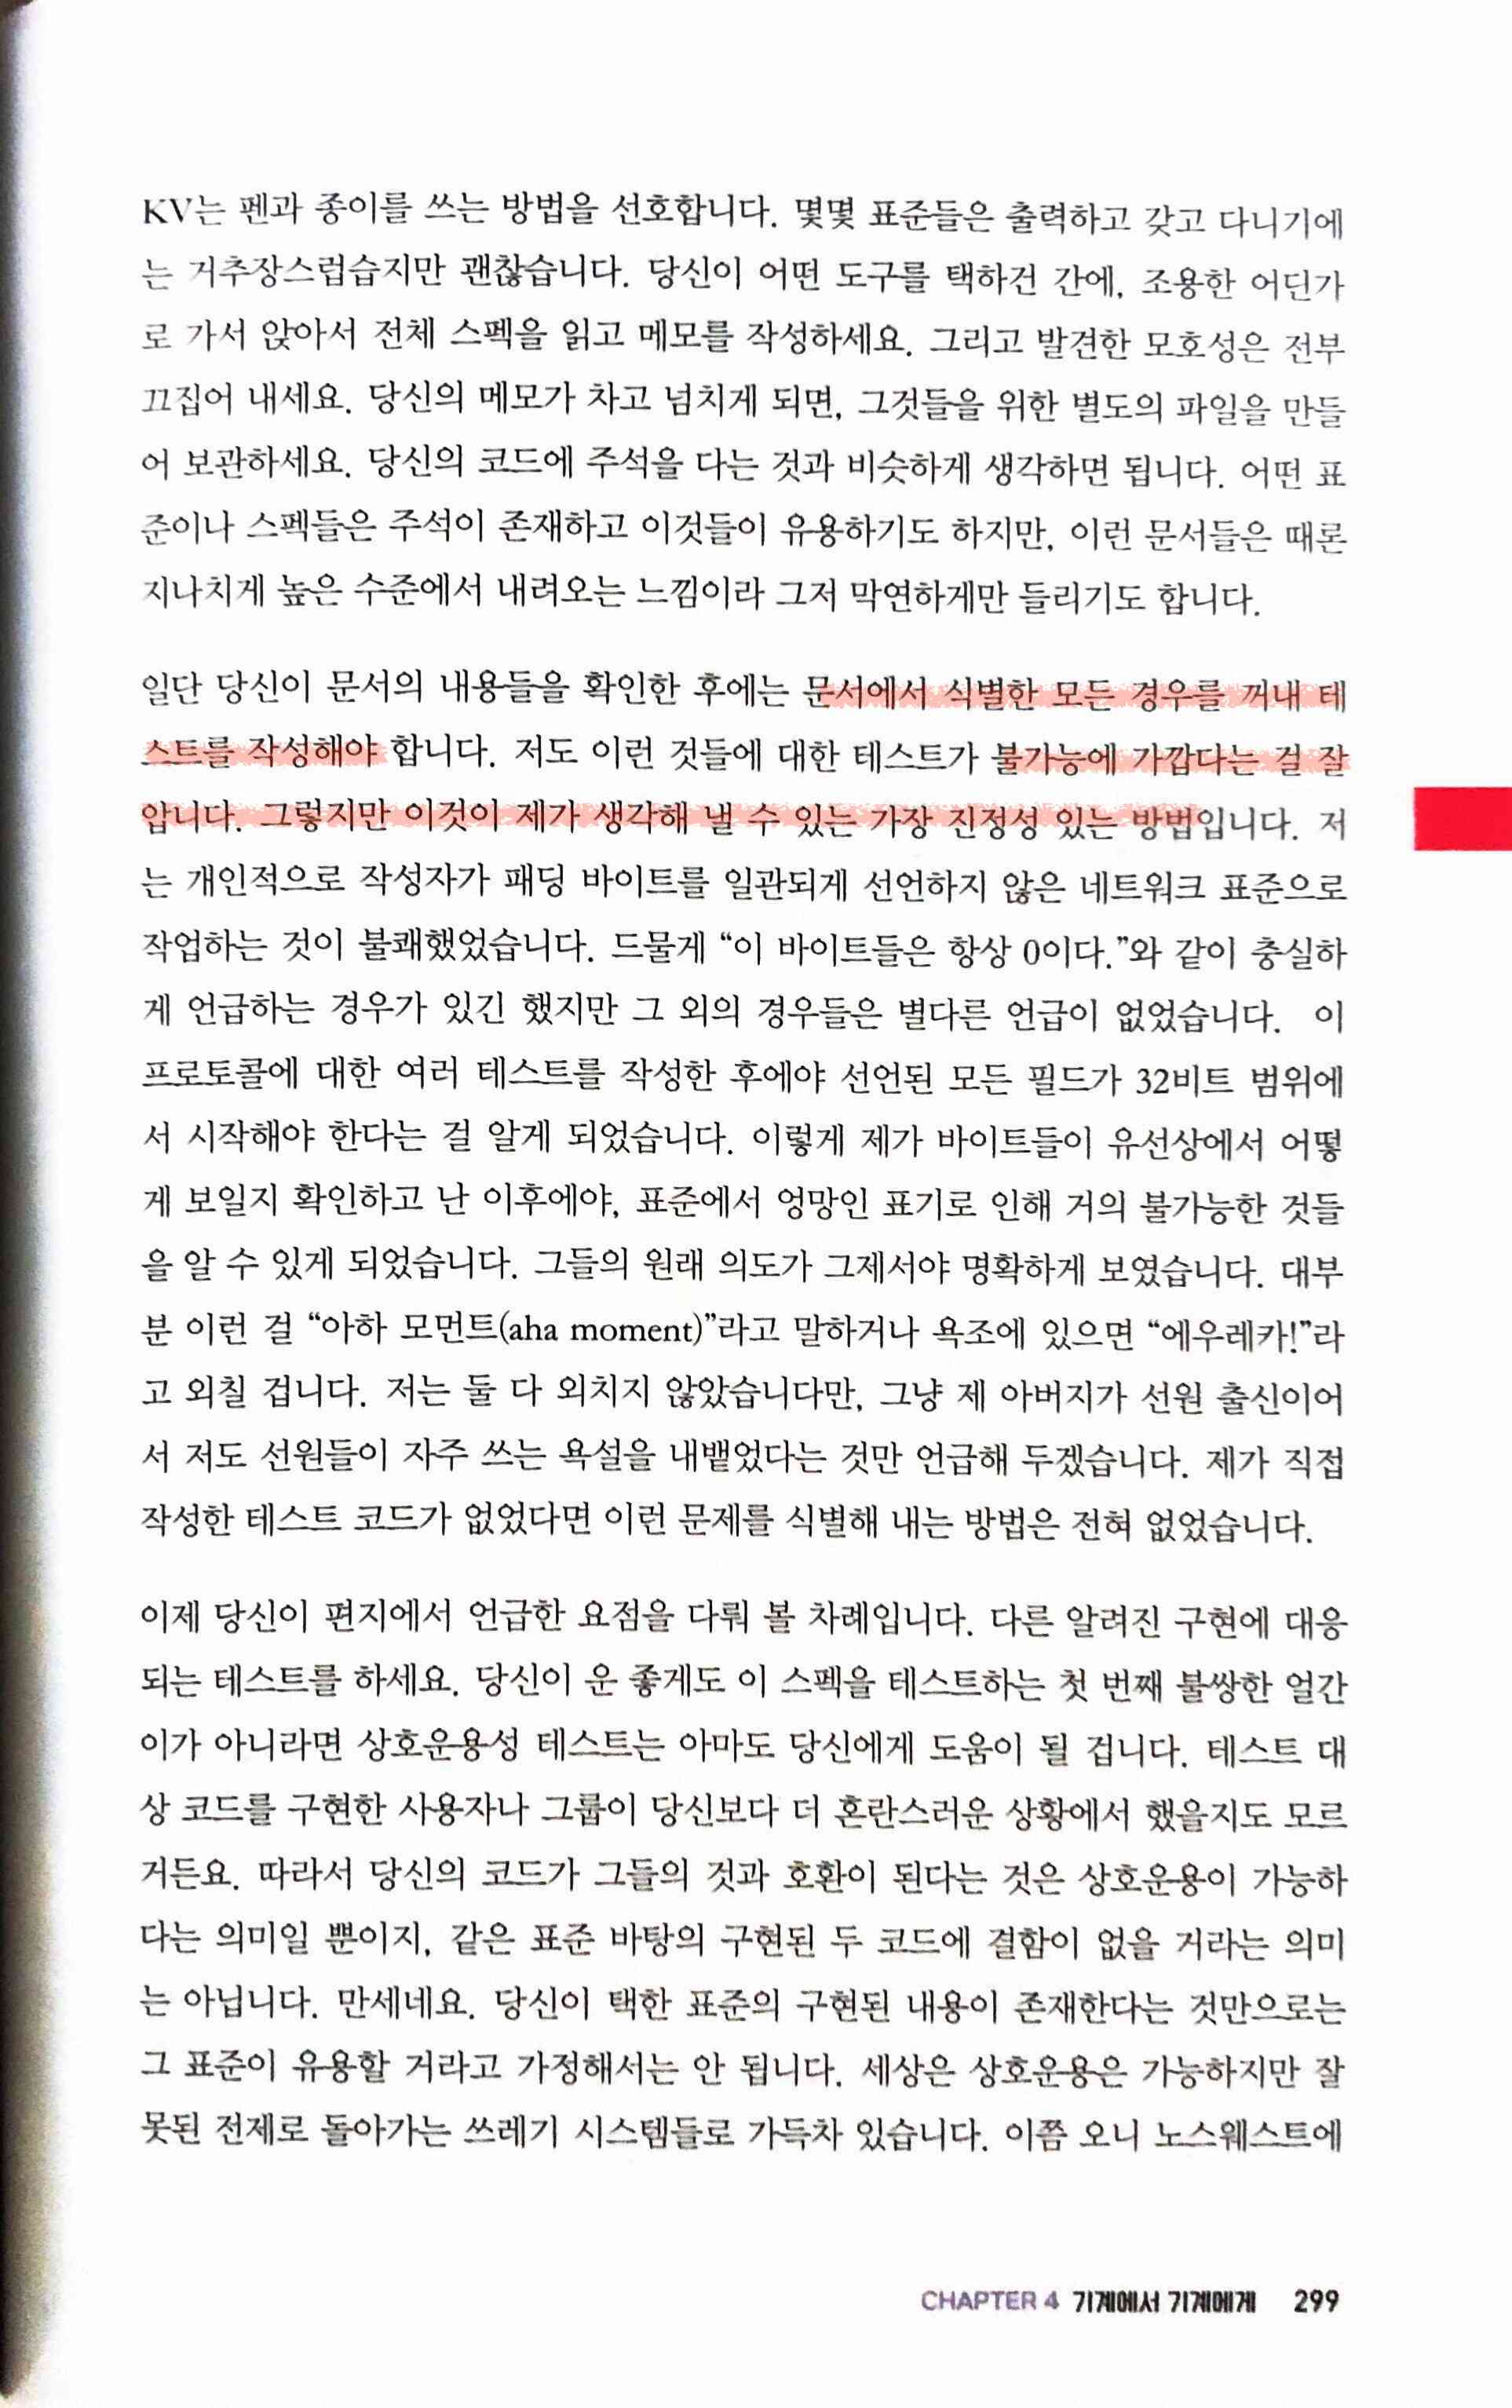 KV는 펜과 종이를 쓰는 방법을 선호합니다. 몇몇 표준들은 출력하고 갖고 다니기에
는 거추장스럽습지만 괜찮습니다. 당신이 어떤 도구를 택하건 간에, 조용한 어딘가
로 가서 앉아서 전체 스펙을 읽고 메모를 작성하세요. 그리고 발견한 모호성은 전부
끄집어 내세요. 당신의 메모가 차고 넘치게 되면, 그것들을 위한 별도의 파일을 만들
어 보관하세요. 당신의 코드에 주석을 다는 것과 비슷하게 생각하면 됩니다. 어떤 표
준이나 스펙들은 주석이 존재하고 이것들이 유용하기도 하지만, 이런 문서들은 때론
지나치게 높은 수준에서 내려오는 느낌이라 그저 막연하게만 들리기도 합니다.
일단 당신이 문서의 내용들을 확인한 후에는 문서에서 식별한 모든 경우를 꺼내 테
스트를 작성해야 합니다. 저도 이런 것들에 대한 테스트가 불가능에 가깝다는 걸 잘
압니다. 그렇지만 이것이 제가 생각해 낼 수 있는 가장 진정성 있는 방법입니다. 저
는 개인적으로 작성자가 패딩 바이트를 일관되게 선언하지 않은 네트워크 표준으로
작업하는 것이 불쾌했었습니다. 드물게 “이 바이트들은 항상 0이다.”와 같이 충실하
게 언급하는 경우가 있긴 했지만 그 외의 경우들은 별다른 언급이 없었습니다. 이
프로토콜에 대한 여러 테스트를 작성한 후에야 선언된 모든 필드가 32비트 범위에
서 시작해야 한다는 걸 알게 되었습니다. 이렇게 제가 바이트들이 유선상에서 어떻
게 보일지 확인하고 난 이후에야, 표준에서 엉망인 표기로 인해 거의 불가능한 것들
을 알 수 있게 되었습니다. 그들의 원래 의도가 그제서야 명확하게 보였습니다. 대부
분 이런 걸 “아하 모먼트(aha moment)”라고 말하거나 욕조에 있으면 “에우레카!”라
고 외칠 겁니다. 저는 둘 다 외치지 않았습니다만, 그냥 제 아버지가 선원 출신이어
서 저도 선원들이 자주 쓰는 욕설을 내뱉었다는 것만 언급해 두겠습니다. 제가 직접
작성한 테스트 코드가 없었다면 이런 문제를 식별해 내는 방법은 전혀 없었습니다.
이제 당신이 편지에서 언급한 요점을 다뤄 볼 차례입니다. 다른 알려진 구현에 대응
되는 테스트를 하세요. 당신이 운 좋게도 이 스펙을 테스트하는 첫 번째 불쌍한 얼간
이가 아니라면 상호운용성 테스트는 아마도 당신에게 도움이 될 겁니다. 테스트 대
상 코드를 구현한 사용자나 그룹이 당신보다 더 혼란스러운 상황에서 했을지도 모르
거든요. 따라서 당신의 코드가 그들의 것과 호환이 된다는 것은 상호운용이 가능하
다는 의미일 뿐이지, 같은 표준 바탕의 구현된 두 코드에 결함이 없을 거라는 의미
는 아닙니다. 만세네요. 당신이 택한 표준의 구현된 내용이 존재한다는 것만으로는
그 표준이 유용할 거라고 가정해서는 안 됩니다. 세상은 상호운용은 가능하지만 잘
못된 전제로 돌아가는 쓰레기 시스템들로 가득차 있습니다. 이쯤 오니 노스웨스트에
CHAPTER 4 기계에서 기계에게 299